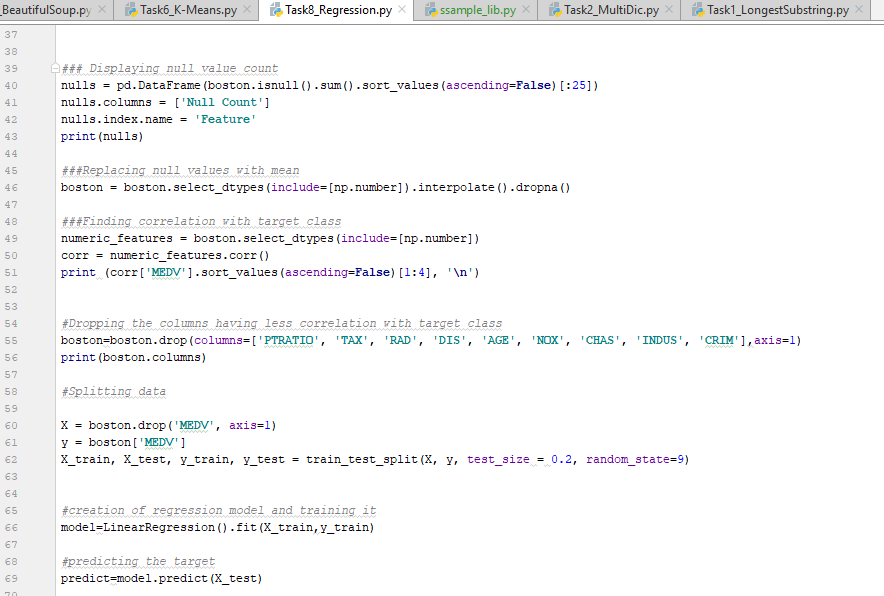 _BeautifulSoup.py Task6_K-Means.py Task8_Regression.py ssample_lib.py Task2_MultiDic.py Task1_LongestSubstring.py
37
38
39 ### Displaying null value count
40 nulls = pd.DataFrame(boston.isnull().sum().sort_values(ascending=False)[:25])
41 nulls.columns = ['Null Count']
42 nulls.index.name = 'Feature'
43 print(nulls)
44
45 ###Replacing null values with mean
46 boston = boston.select_dtypes(include=[np.number]).interpolate().dropna()
47
48 ###Finding correlation with target class
49 numeric_features = boston.select_dtypes(include=[np.number])
50 corr = numeric_features.corr()
51 print (corr['MEDV'].sort_values(ascending=False)[1:4], '\n')
52
53
54 #Dropping the columns having less correlation with target class
55 boston=boston.drop(columns=['PTRATIO', 'TAX', 'RAD', 'DIS', 'AGE', 'NOX', 'CHAS', 'INDUS', 'CRIM'],axis=1)
56 print(boston.columns)
57
58 #Splitting data
59
60 X = boston.drop('MEDV', axis=1)
61 y = boston['MEDV']
62 X_train, X_test, y_train, y_test = train_test_split(X, y, test_size = 0.2, random_state=9)
63
64
65 #creation of regression model and training it
66 model=LinearRegression().fit(X_train,y_train)
67
68 #predicting the target
69 predict=model.predict(X_test)
70